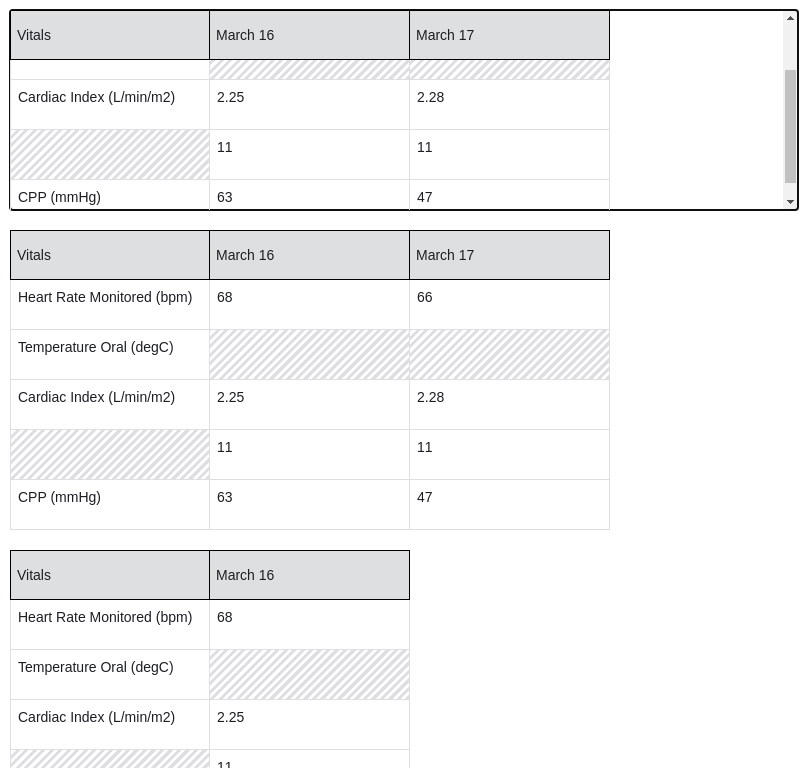 Vitals March 16 March 17
Cardiac Index (L/min/m2) 2.25 2.28
11 11
CPP (mmHg) 63 47
Vitals March 16 March 17
Heart Rate Monitored (bpm) 68 66
Temperature Oral (degC)
Cardiac Index (L/min/m2) 2.25 2.28
11 11
CPP (mmHg) 63 47
Vitals March 16
Heart Rate Monitored (bpm) 68
Temperature Oral (degC)
Cardiac Index (L/min/m2) 2.25
11